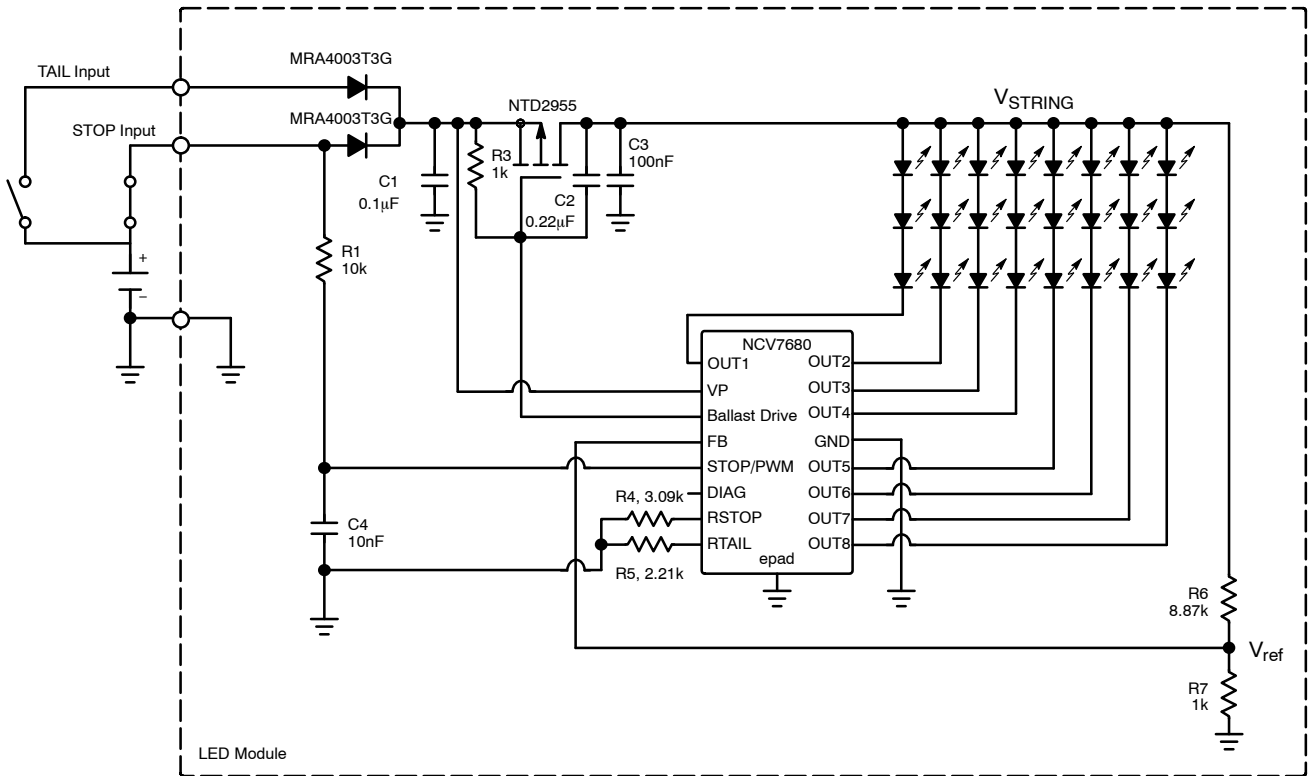 MRA4003T3G
TAIL Input
MRA4003T3G
STOP Input
NTD2955
VSTRING
R3
1k
C3
100nF
C1
0.1μF
C2
0.22μF
R1
10k
+
−
NCV7680
OUT1
OUT2
VP
OUT3
Ballast Drive
OUT4
FB
GND
STOP/PWM
OUT5
R4, 3.09k
DIAG
OUT6
RSTOP
OUT7
RTAIL
OUT8
epad
R5, 2.21k
C4
10nF
R6
8.87k
Vref
R7
1k
LED Module